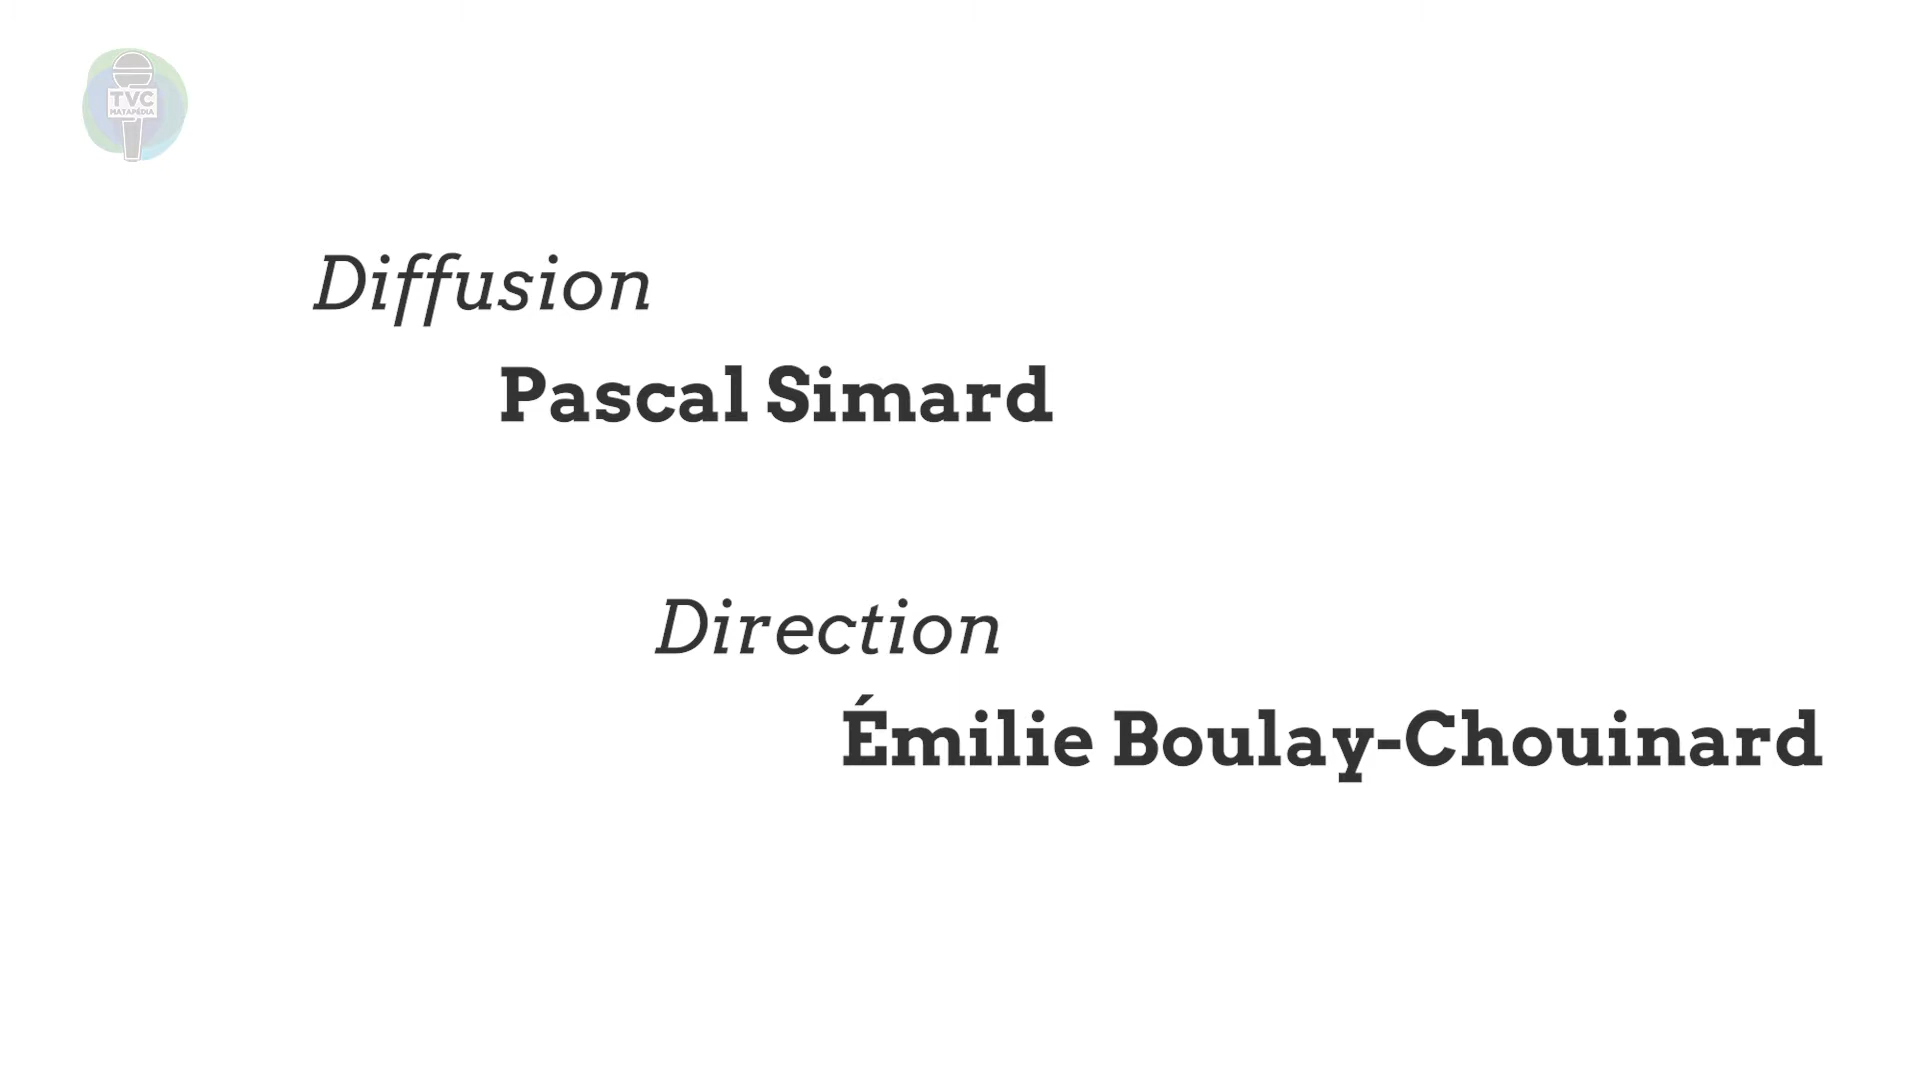 TVC
MATAPÉDIA
Diffusion
Pascal Simard
Direction
Émilie Boulay-Chouinard